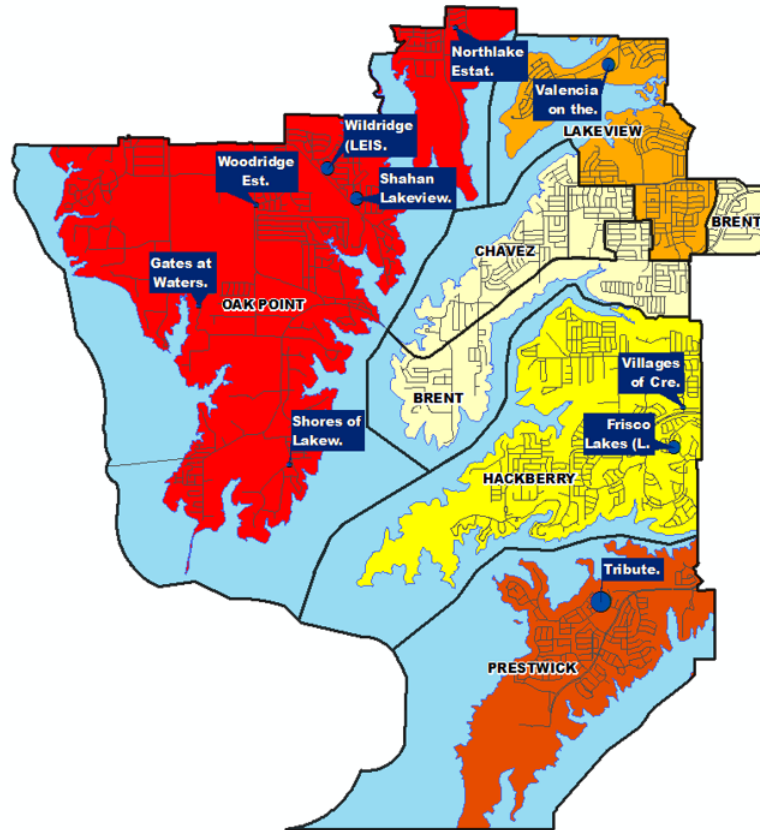 Northlake
Estat.
Valencia
on the.
LAKEVIEW
Wildridge
(LEIS.
Woodridge
Est.
Shahan
Lakeview.
BRENT
CHAVEZ
Gates at
Waters.
OAK POINT
Villages
of Cre.
BRENT
Shores of
Lakew.
Frisco
Lakes (L.
HACKBERRY
Tribute.
PRESTWICK